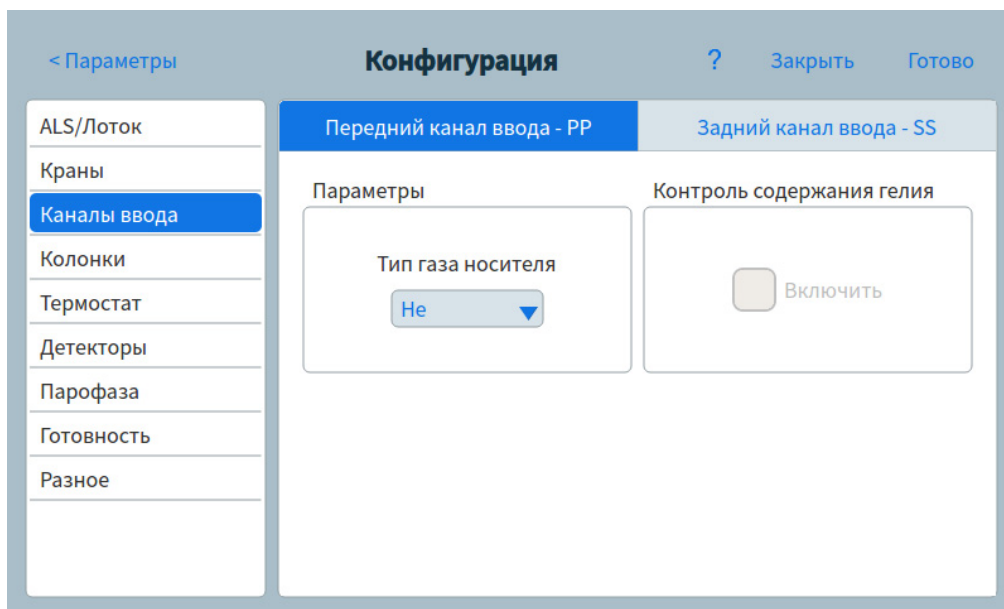 < Параметры Конфигурация ? Закрыть Готово
ALS/Лоток
Краны
Каналы ввода
Колонки
Термостат
Детекторы
Парофаза
Готовность
Разное
Передний канал ввода - PP Задний канал ввода - SS
Параметры Контроль содержания гелия
Тип газа носителя
Не
Включить